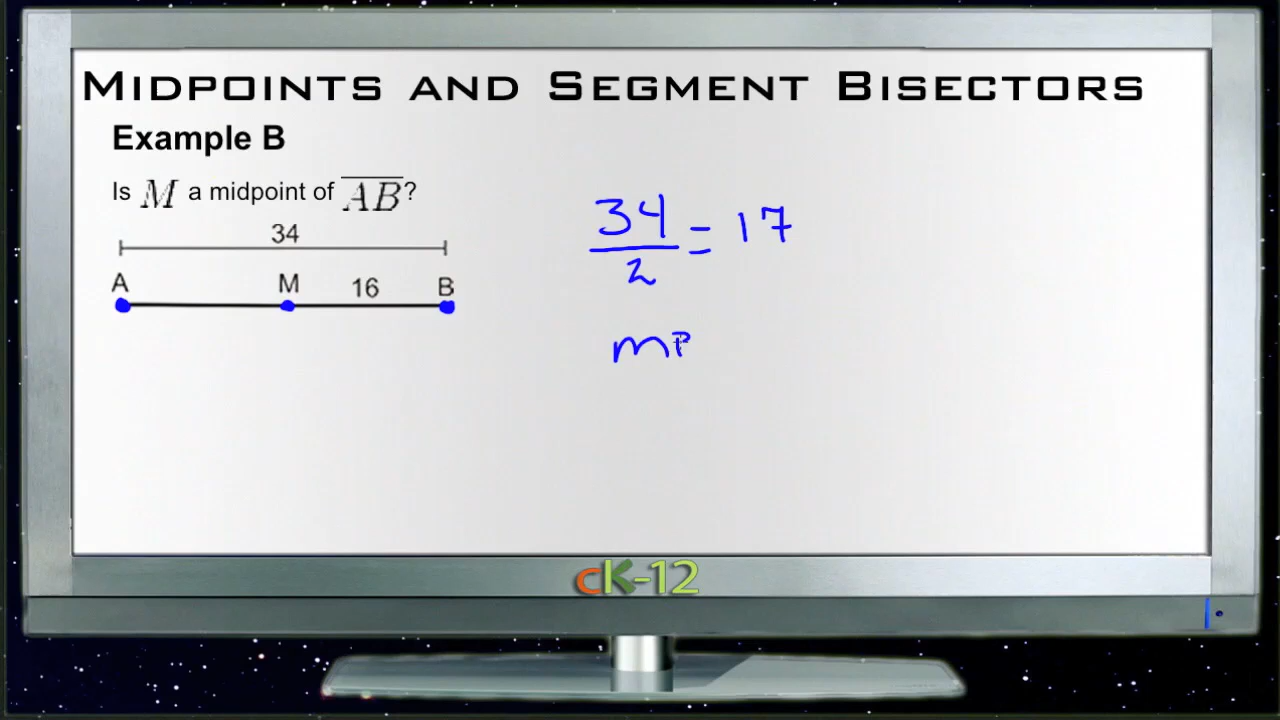 MIDPOINTS AND SEGMENT BISECTORS
Example B
Is M a midpoint of AB?
34
A M 16 B
34/2 = 17
mP
cK-12